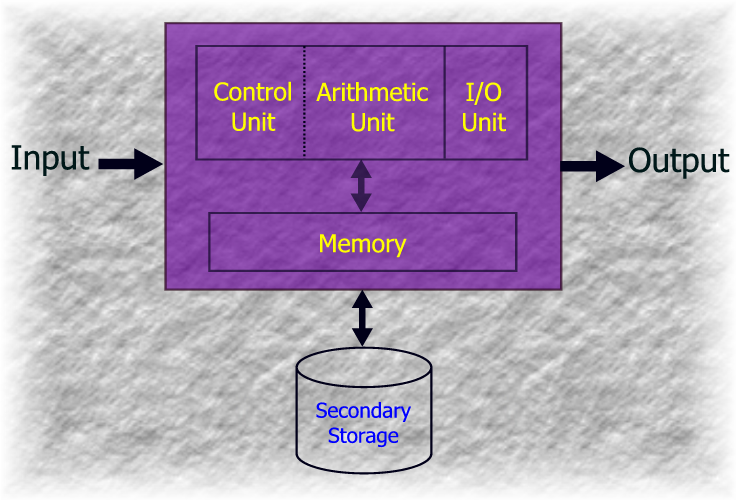 Control
Unit
Arithmetic
Unit
I/O
Unit
Input
Output
Memory
Secondary
Storage